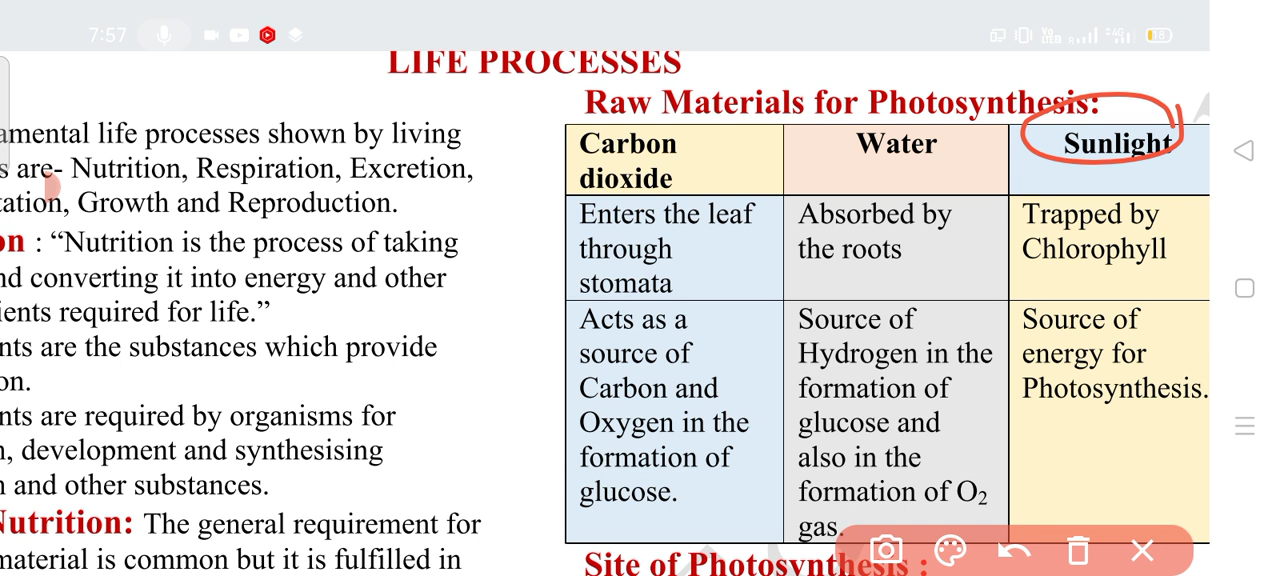 7:57
18
LIFE PROCESSES
amental life processes shown by living
s are- Nutrition, Respiration, Excretion,
tation, Growth and Reproduction.
on : “Nutrition is the process of taking
nd converting it into energy and other
ients required for life.”
nts are the substances which provide
on.
nts are required by organisms for
n, development and synthesising
n and other substances.
Nutrition: The general requirement for
material is common but it is fulfilled in
Raw Materials for Photosynthesis:
Carbon dioxide
Water
Sunlight
Enters the leaf
through
stomata
Absorbed by
the roots
Trapped by
Chlorophyll
Acts as a
source of
Carbon and
Oxygen in the
formation of
glucose.
Source of
Hydrogen in the
formation of
glucose and
also in the
formation of O₂
gas.
Source of
energy for
Photosynthesis.
Site of Photosynthesis :